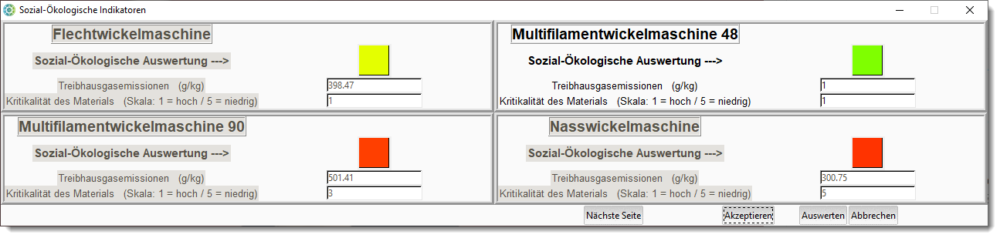 Sozial-Ökologische Indikatoren
Flechtwickelmaschine
Sozial-Ökologische Auswertung --->
Treibhausgasemissionen (g/kg) 398.47
Kritikalität des Materials (Skala: 1 = hoch / 5 = niedrig) 1
Multifilamentwickelmaschine 48
Sozial-Ökologische Auswertung --->
Treibhausgasemissionen (g/kg) 1
Kritikalität des Materials (Skala: 1 = hoch / 5 = niedrig) 1
Multifilamentwickelmaschine 90
Sozial-Ökologische Auswertung --->
Treibhausgasemissionen (g/kg) 501.41
Kritikalität des Materials (Skala: 1 = hoch / 5 = niedrig) 3
Nasswickelmaschine
Sozial-Ökologische Auswertung --->
Treibhausgasemissionen (g/kg) 300.75
Kritikalität des Materials (Skala: 1 = hoch / 5 = niedrig) 5
Nächste Seite Akzeptieren Auswerten Abbrechen